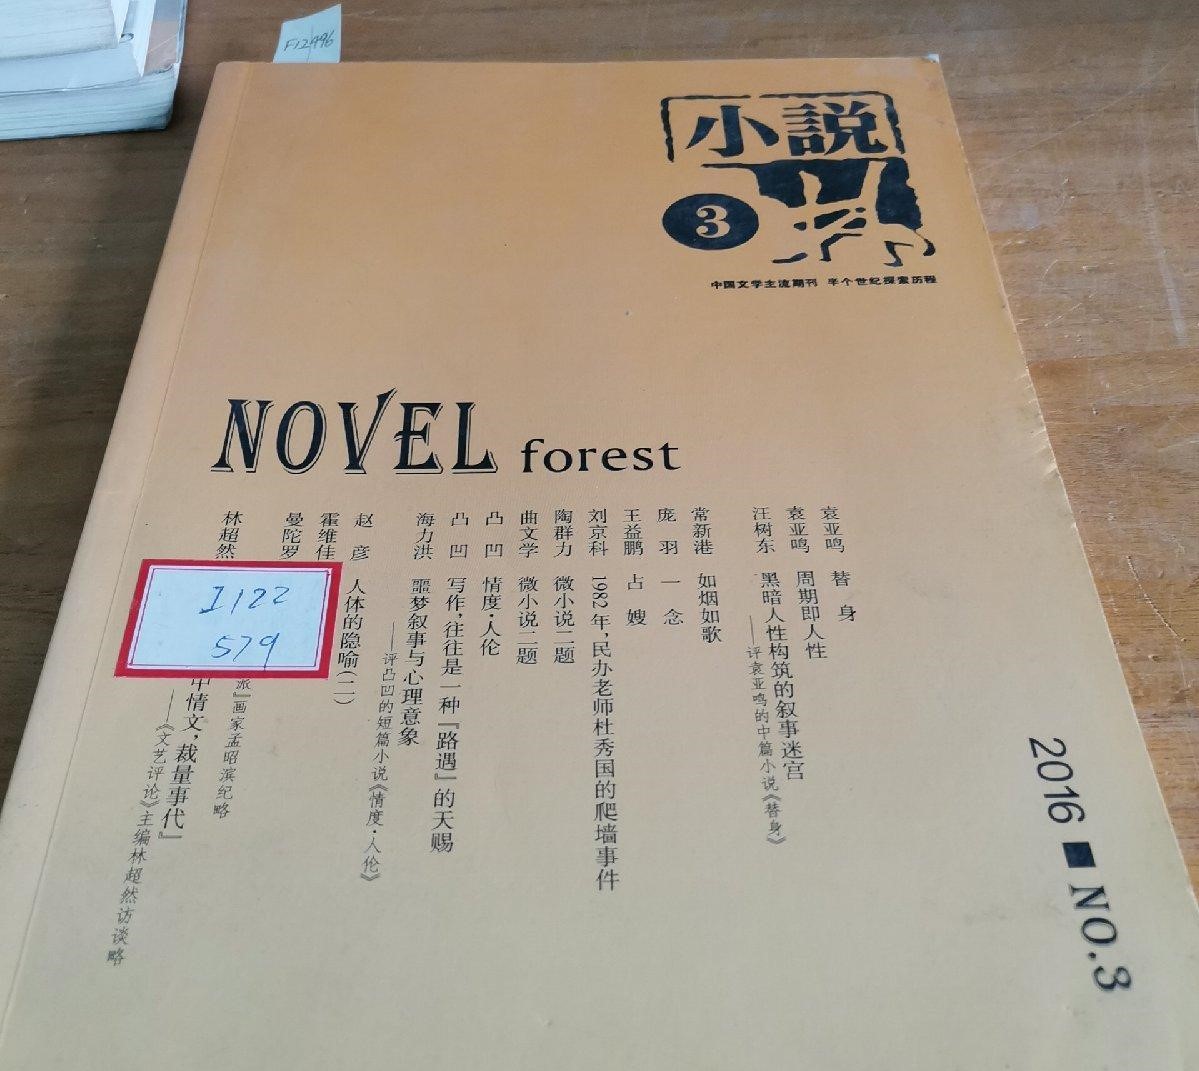 F12496
小説
3
中国文学主流期刊 半个世纪探索历程
NOVEL forest
袁亚鸣 替 身
袁亚鸣 周期即人性
汪树东 黑暗人性构筑的叙事迷宫
——评袁亚鸣的中篇小说《替身》
常新港 如烟如歌
庞 羽 一 念
王益鹏 占 嫂
刘京科 1982年,民办老师杜秀国的爬墙事件
陶群力 微小说二题
曲文学 微小说二题
凸 凹 情度·人伦
凸 凹 写作,往往是一种『路遇』的天赐
海力洪 噩梦叙事与心理意象
——评凸凹的短篇小说《情度·人伦》
赵 彦 人体的隐喻(二)
霍维佳
曼陀罗
派』画家孟昭滨纪略
林超然
中情文,裁量事代』
——《文艺评论》主编林超然访谈略
I122
579
2016 ■ NO.3